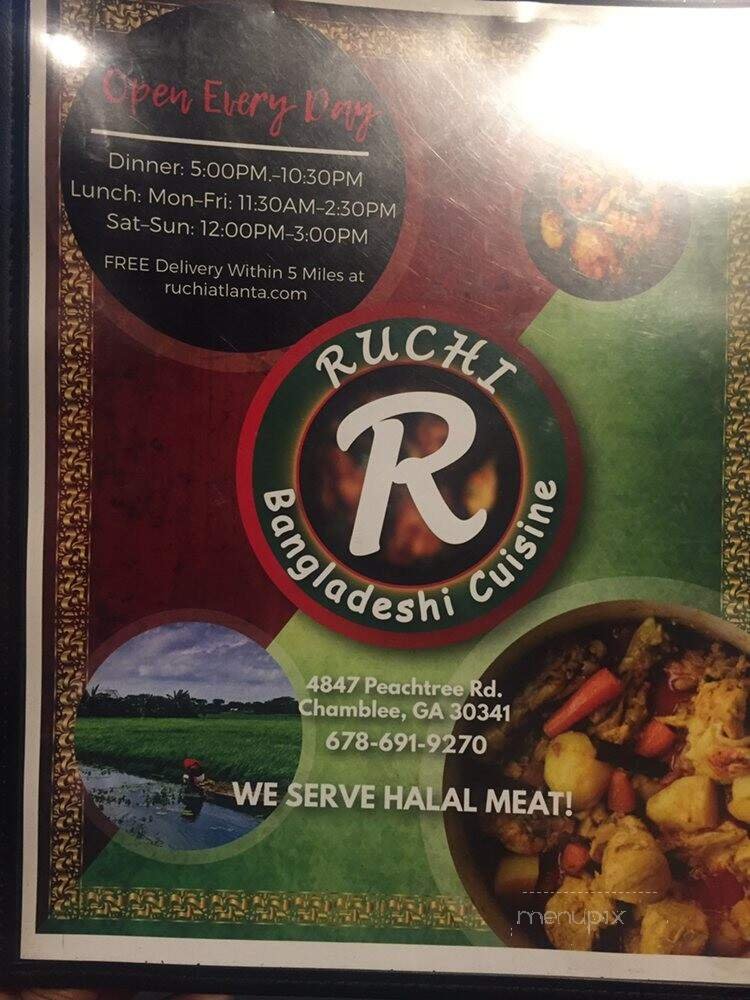 Open Every Day
Dinner: 5:00PM.–10:30PM
Lunch: Mon–Fri: 11:30AM–2:30PM
Sat–Sun: 12:00PM–3:00PM
FREE Delivery Within 5 Miles at
ruchiatlanta.com
RUCHI
R
Bangladeshi Cuisine
4847 Peachtree Rd.
Chamblee, GA 30341
678-691-9270
WE SERVE HALAL MEAT!
menupix